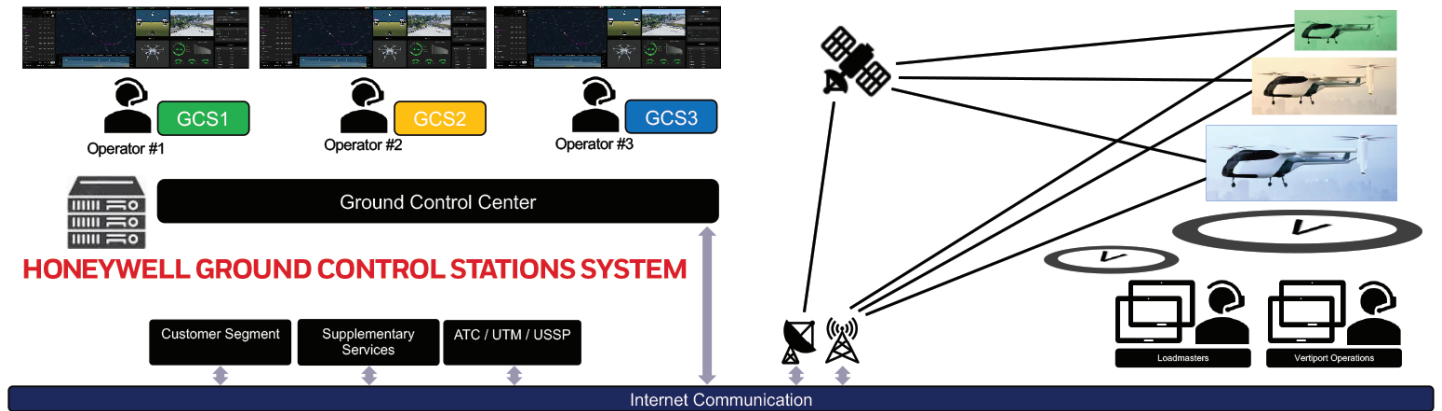 GCS1
GCS2
GCS3
Operator #1
Operator #2
Operator #3
Ground Control Center
HONEYWELL GROUND CONTROL STATIONS SYSTEM
Customer Segment
Supplementary
Services
ATC / UTM / USSP
Loadmasters
Vertiport Operations
Internet Communication
V
V